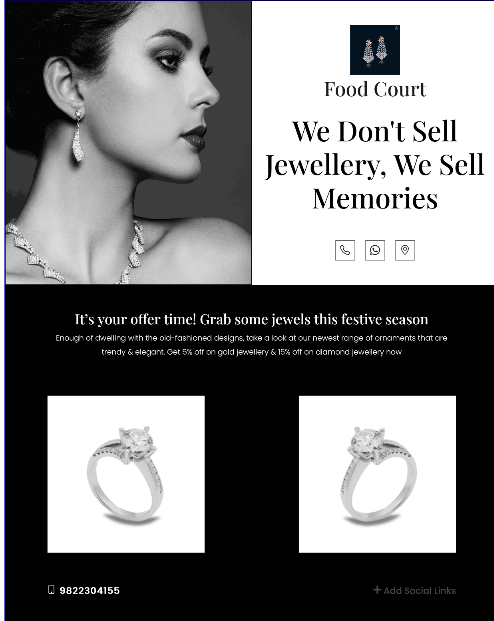 Food Court
We Don't Sell
Jewellery, We Sell
Memories
It's your offer time! Grab some jewels this festive season
Enough of dwelling with the old-fashioned designs, take a look at our newest range of ornaments that are
trendy & elegant. Get 5% off on gold jewellery & 15% off on diamond jewellery now
9822304155
+ Add Social Links